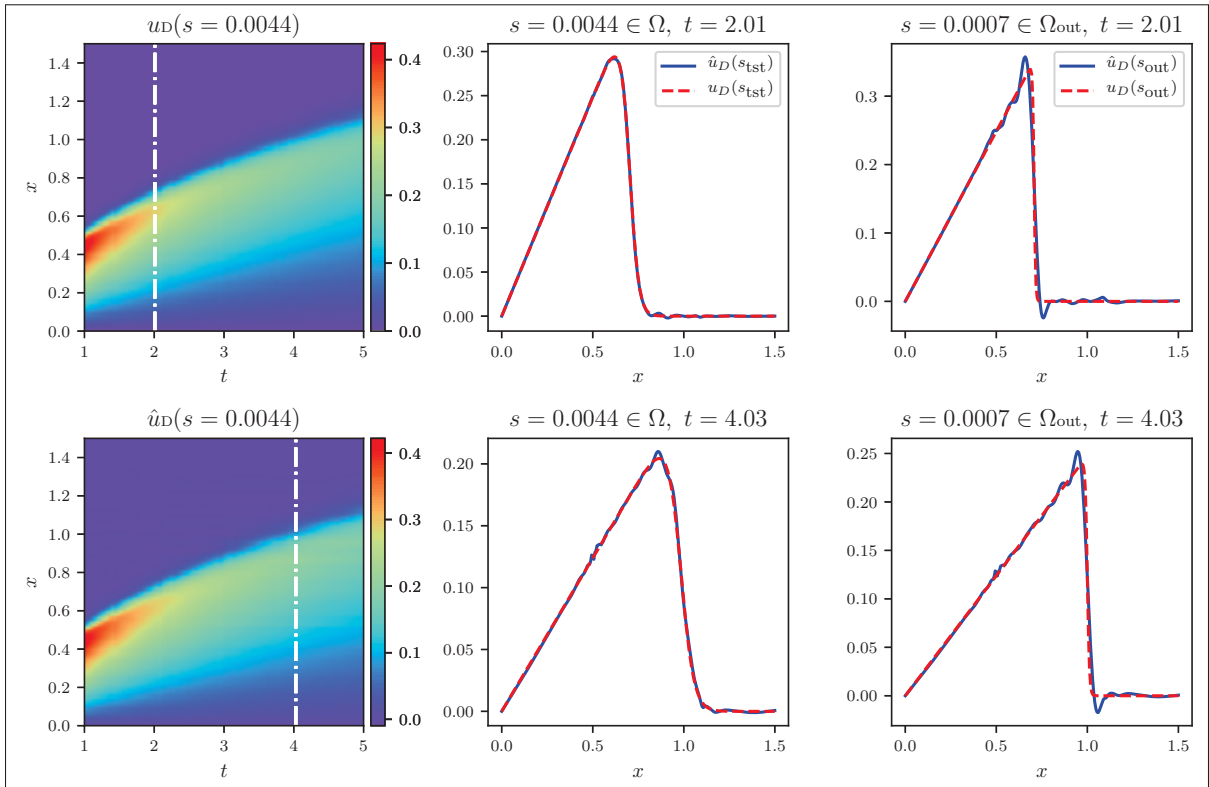 u_D(s = 0.0044)
1.4
1.2
1.0
0.8
0.6
0.4
0.2
0.0
x
1 2 3 4 5
t
0.4
0.3
0.2
0.1
0.0
s = 0.0044 ∈ Ω, t = 2.01
0.30
0.25
0.20
0.15
0.10
0.05
0.00
0.0 0.5 1.0 1.5
x
û_D(s_tst)
u_D(s_tst)
s = 0.0007 ∈ Ω_out, t = 2.01
0.3
0.2
0.1
0.0
0.0 0.5 1.0 1.5
x
û_D(s_out)
u_D(s_out)
û_D(s = 0.0044)
1.4
1.2
1.0
0.8
0.6
0.4
0.2
0.0
x
1 2 3 4 5
t
0.4
0.3
0.2
0.1
0.0
s = 0.0044 ∈ Ω, t = 4.03
0.20
0.15
0.10
0.05
0.00
0.0 0.5 1.0 1.5
x
s = 0.0007 ∈ Ω_out, t = 4.03
0.25
0.20
0.15
0.10
0.05
0.00
0.0 0.5 1.0 1.5
x